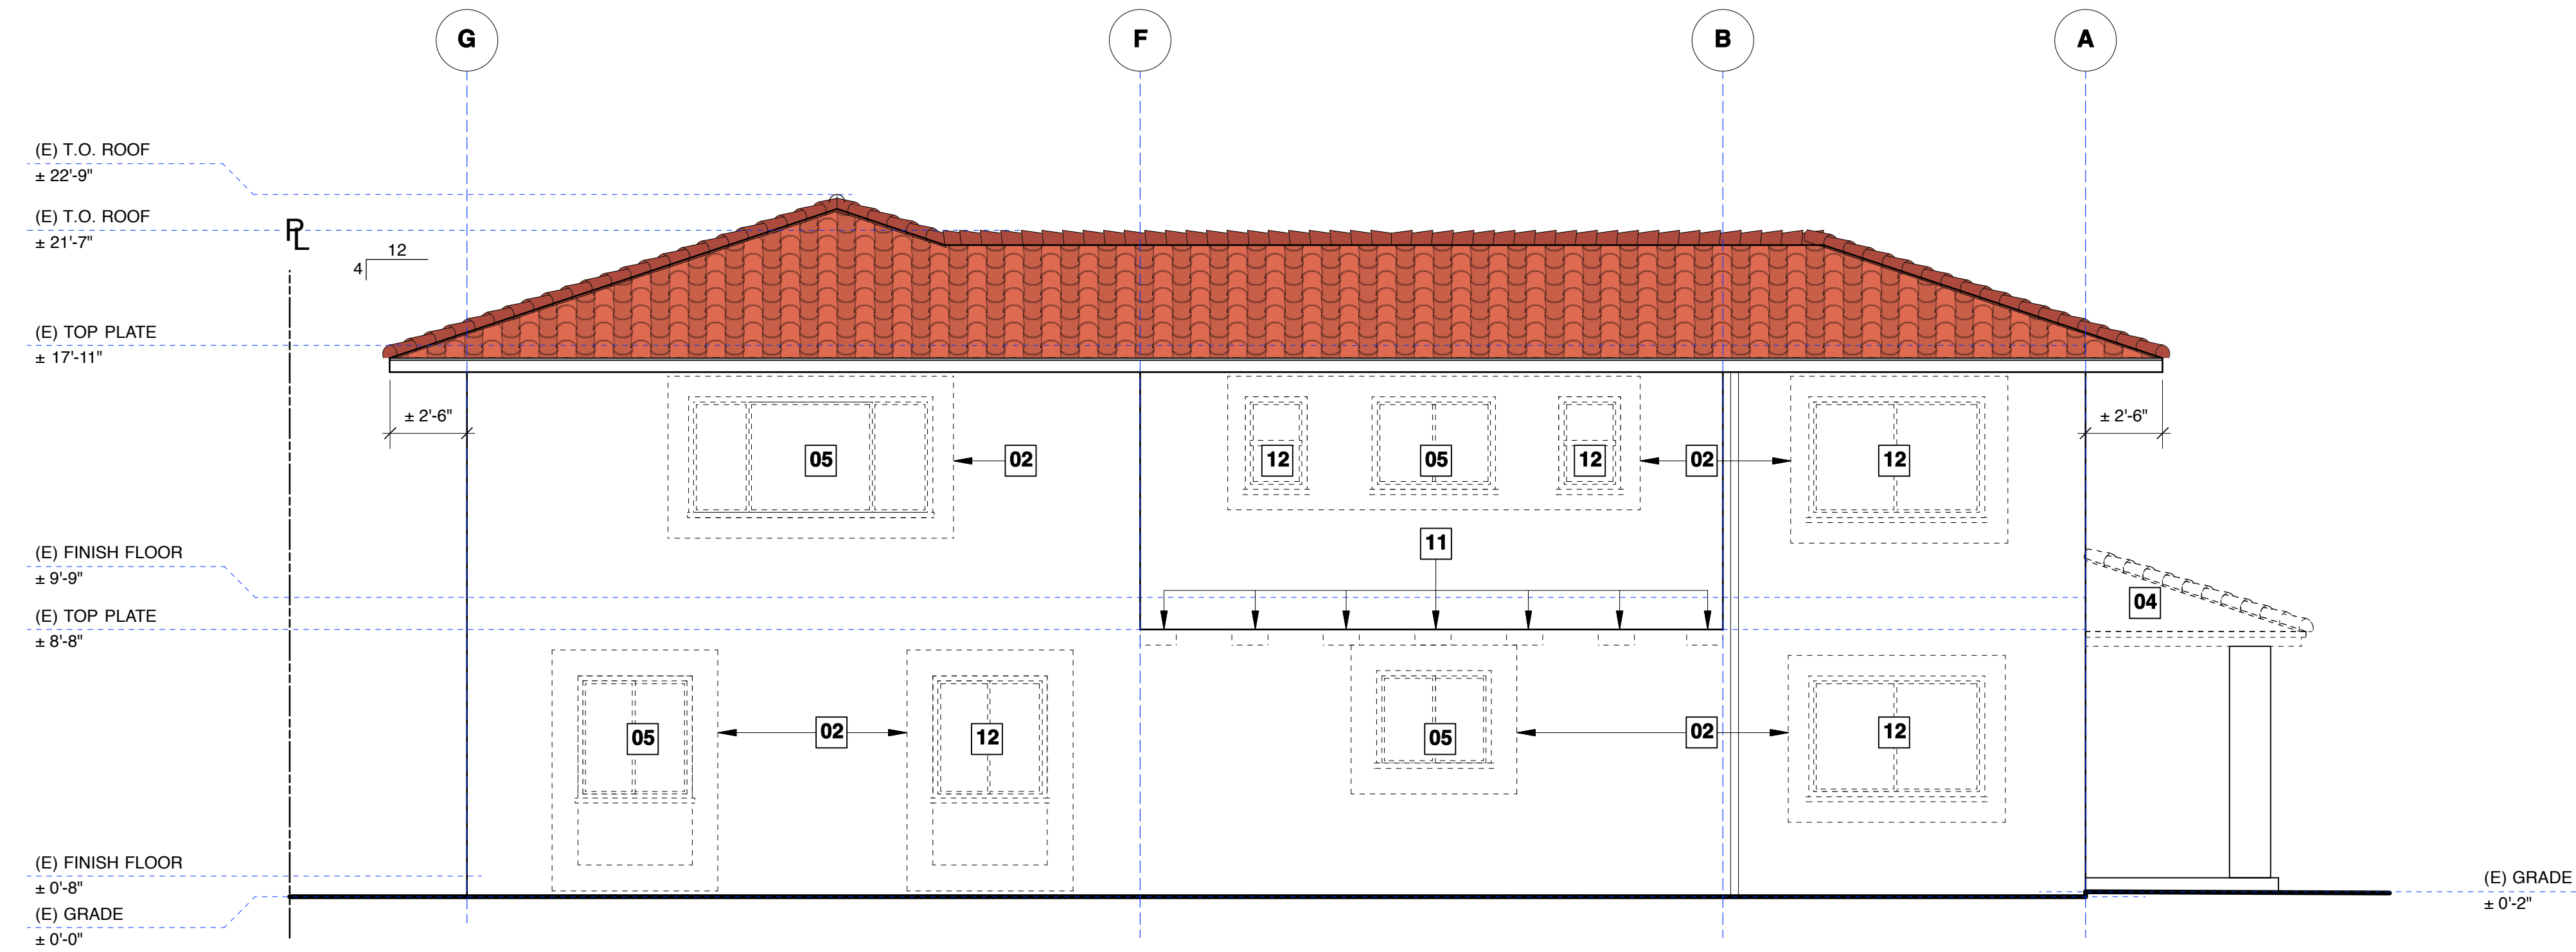 G F B A
(E) T.O. ROOF
± 22'-9"
(E) T.O. ROOF
± 21'-7"
PL
12
4
(E) TOP PLATE
± 17'-11"
± 2'-6"
± 2'-6"
05 02 12 05 12 02 12
11
(E) FINISH FLOOR
± 9'-9"
04
(E) TOP PLATE
± 8'-8"
05 02 12 05 02 12
(E) FINISH FLOOR
± 0'-8"
(E) GRADE
± 0'-2"
(E) GRADE
± 0'-0"